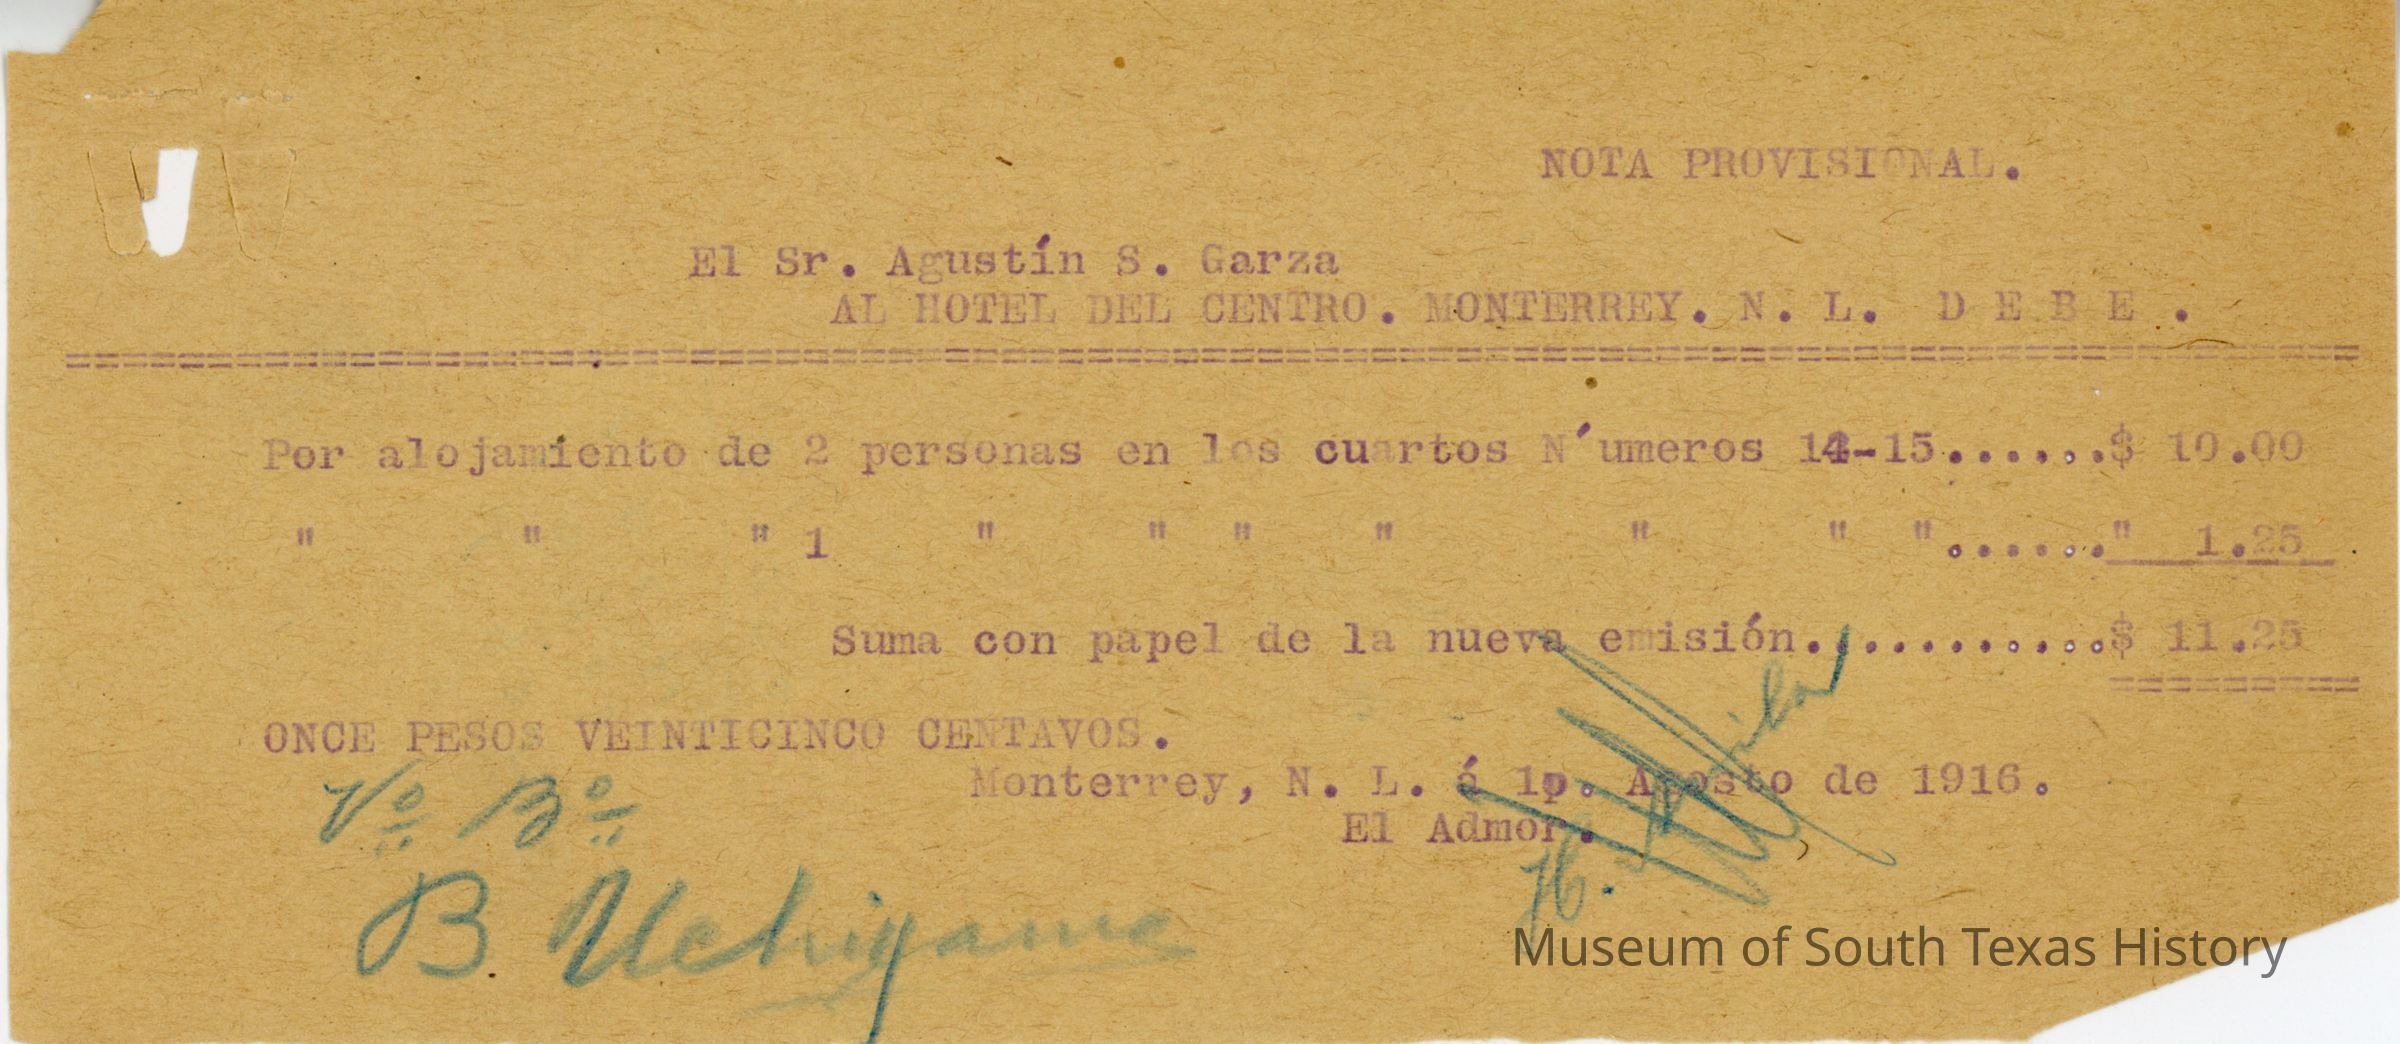 NOTA PROVISIONAL.
El Sr. Agustín S. Garza
AL HOTEL DEL CENTRO. MONTERREY. N. L. D E B E .
==================================================
Por alojamiento de 2 personas en los cuartos N´umeros 14-15......$ 10.00
" " " 1 " " " " " " "......" 1.25
Suma con papel de la nueva emisión...........$ 11.25
=========
ONCE PESOS VEINTICINCO CENTAVOS.
Monterrey, N. L. á 1o. Agosto de 1916.
El Admor.
Vo Bo
B Uchiyama
H.
Museum of South Texas History